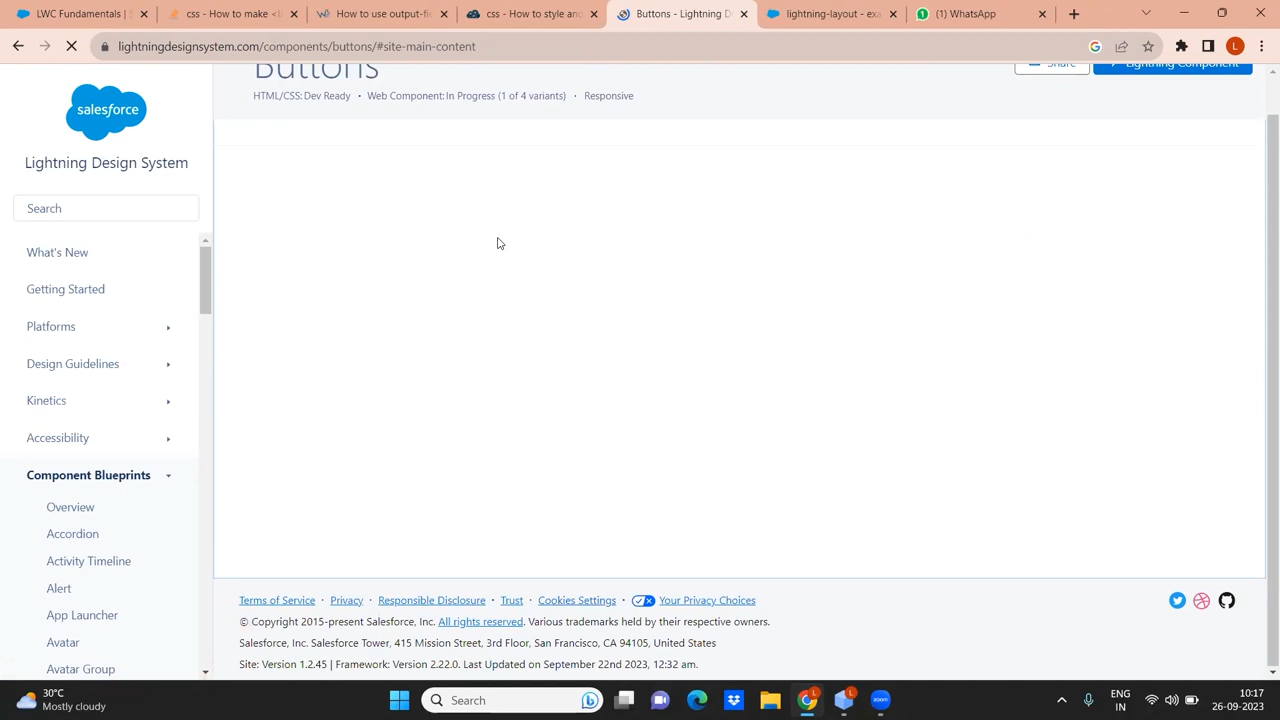 LWC Fundamentals | S
css - How to make <l
How to use output-fie
css - How to style and
Buttons - Lightning D
lightning-layout - exa
(1) WhatsApp
lightningdesignsystem.com/components/buttons/#site-main-content
L
salesforce
Lightning Design System
Search
What's New
Getting Started
Platforms
Design Guidelines
Kinetics
Accessibility
Component Blueprints
Overview
Accordion
Activity Timeline
Alert
App Launcher
Avatar
Avatar Group
Buttons
Share
Lightning Component
HTML/CSS: Dev Ready • Web Component: In Progress (1 of 4 variants) • Responsive
Terms of Service · Privacy · Responsible Disclosure · Trust · Cookies Settings · Your Privacy Choices
© Copyright 2015-present Salesforce, Inc. All rights reserved. Various trademarks held by their respective owners.
Salesforce, Inc. Salesforce Tower, 415 Mission Street, 3rd Floor, San Francisco, CA 94105, United States
Site: Version 1.2.45 | Framework: Version 2.22.0. Last Updated on September 22nd 2023, 12:32 am.
30°C
Mostly cloudy
Search
zoom
ENG
IN
10:17
26-09-2023